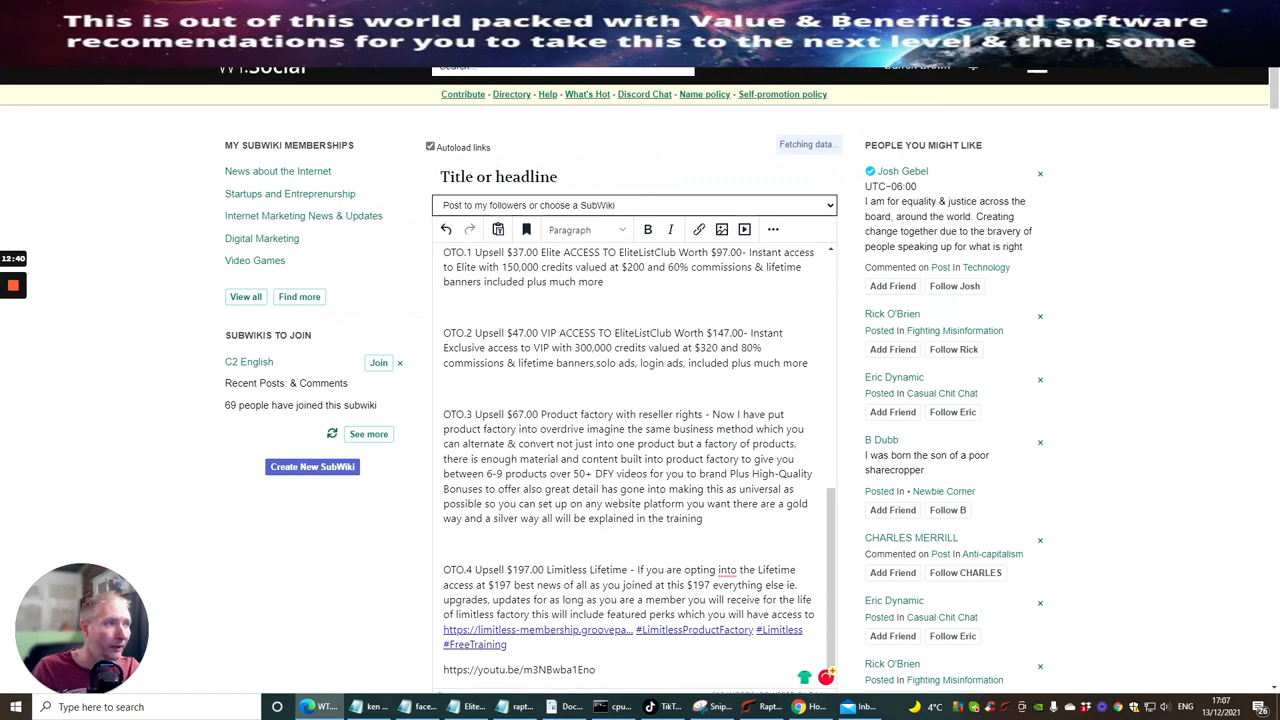 This is out of this world packed with Value & Benefits and software
recomendations for you to take this to the next level & then some
WT.Social
Search...
Contribute - Directory - Help - What's Hot - Discord Chat - Name policy - Self-promotion policy
MY SUBWIKI MEMBERSHIPS
News about the Internet
Startups and Entreprenurship
Internet Marketing News & Updates
Digital Marketing
Video Games
View all
Find more
SUBWIKIS TO JOIN
C2 English
Join
×
Recent Posts: & Comments
69 people have joined this subwiki
See more
Create New SubWiki
12:40
Autoload links
Fetching data...
Title or headline
Post to my followers or choose a SubWiki
Paragraph
B
I
OTO.1 Upsell $37.00 Elite ACCESS TO EliteListClub Worth $97.00- Instant access
to Elite with 150,000 credits valued at $200 and 60% commissions & lifetime
banners included plus much more
OTO.2 Upsell $47.00 VIP ACCESS TO EliteListClub Worth $147.00- Instant
Exclusive access to VIP with 300,000 credits valued at $320 and 80%
commissions & lifetime banners,solo ads, login ads, included plus much more
OTO.3 Upsell $67.00 Product factory with reseller rights - Now I have put
product factory into overdrive imagine the same business method which you
can alternate & convert not just into one product but a factory of products,
there is enough material and content built into product factory to give you
between 6-9 products over 50+ DFY videos for you to brand Plus High-Quality
Bonuses to offer also great detail has gone into making this as universal as
possible so you can set up on any website platform you want there are a gold
way and a silver way all will be explained in the training
OTO.4 Upsell $197.00 Limitless Lifetime - If you are opting into the Lifetime
access at $197 best news of all as you joined at this $197 everything else ie.
upgrades, updates for as long as you are a member you will receive for the life
of limitless factory this will include featured perks which you will have access to
https://limitless-membership.groovepa... #LimitlessProductFactory #Limitless
#FreeTraining
https://youtu.be/m3NBwba1Eno
PEOPLE YOU MIGHT LIKE
Josh Gebel ×
UTC-06:00
I am for equality & justice across the
board, around the world. Creating
change together due to the bravery of
people speaking up for what is right
Commented on Post In Technology
Add Friend
Follow Josh
Rick O'Brien ×
Posted In Fighting Misinformation
Add Friend
Follow Rick
Eric Dynamic ×
Posted In Casual Chit Chat
Add Friend
Follow Eric
B Dubb ×
I was born the son of a poor
sharecropper
Posted In • Newbie Corner
Add Friend
Follow B
CHARLES MERRILL ×
Commented on Post In Anti-capitalism
Add Friend
Follow CHARLES
Eric Dynamic ×
Posted In Casual Chit Chat
Add Friend
Follow Eric
Rick O'Brien ×
Posted In Fighting Misinformation
Type here to search
WT...
ken ...
face...
Elite...
rapt...
Doc...
cpu...
TikT...
Rapt...
Ho...
Inb...
4°C
17:07
13/12/2021
26